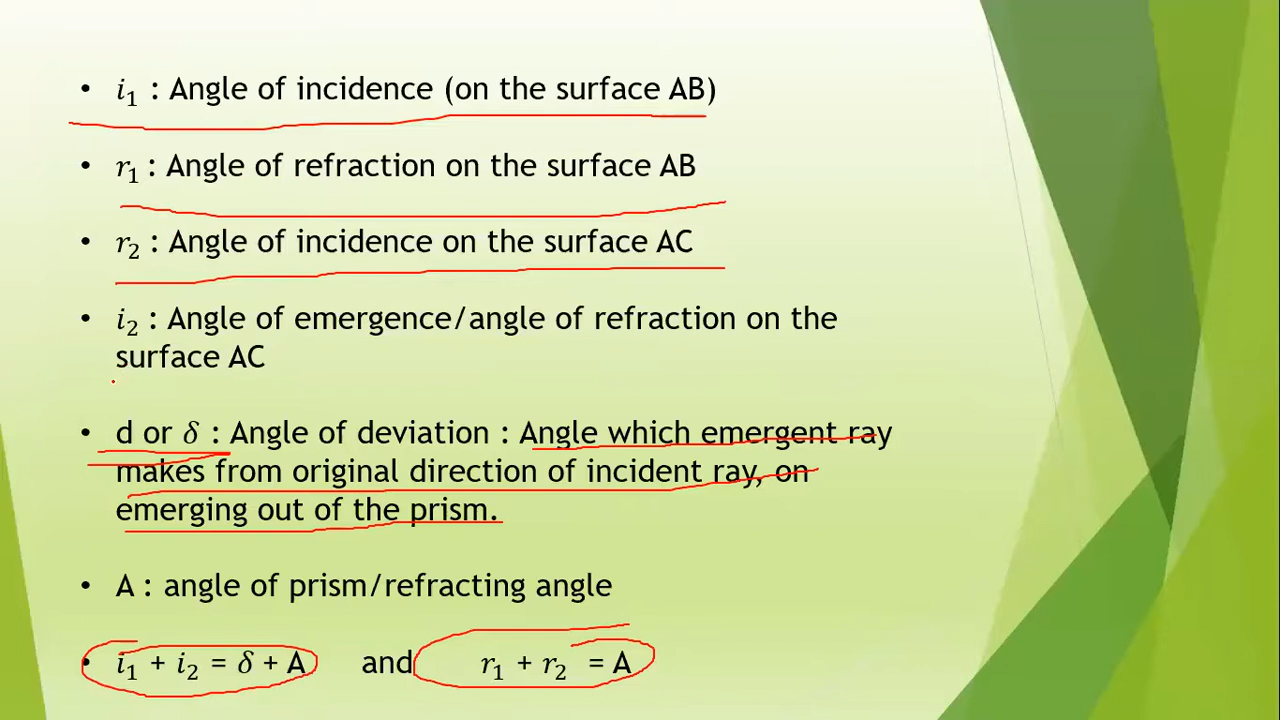 • i₁ : Angle of incidence (on the surface AB)
• r₁ : Angle of refraction on the surface AB
• r₂ : Angle of incidence on the surface AC
• i₂ : Angle of emergence/angle of refraction on the
surface AC
• d or δ : Angle of deviation : Angle which emergent ray
makes from original direction of incident ray, on
emerging out of the prism.
• A : angle of prism/refracting angle
• i₁ + i₂ = δ + A and r₁ + r₂ = A